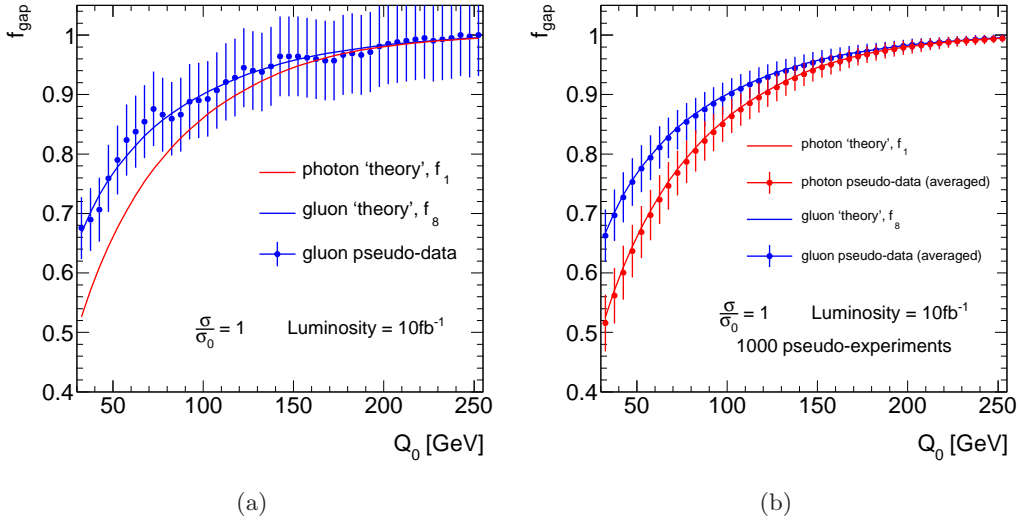 f_gap
1
0.9
0.8
0.7
0.6
0.5
0.4
50 100 150 200 250
Q_0 [GeV]
photon ‘theory’, f_1
gluon ‘theory’, f_8
gluon pseudo-data
σ/σ_0 = 1 Luminosity = 10fb^-1
(a)
f_gap
1
0.9
0.8
0.7
0.6
0.5
0.4
50 100 150 200 250
Q_0 [GeV]
photon ‘theory’, f_1
photon pseudo-data (averaged)
gluon ‘theory’, f_8
gluon pseudo-data (averaged)
σ/σ_0 = 1 Luminosity = 10fb^-1
1000 pseudo-experiments
(b)